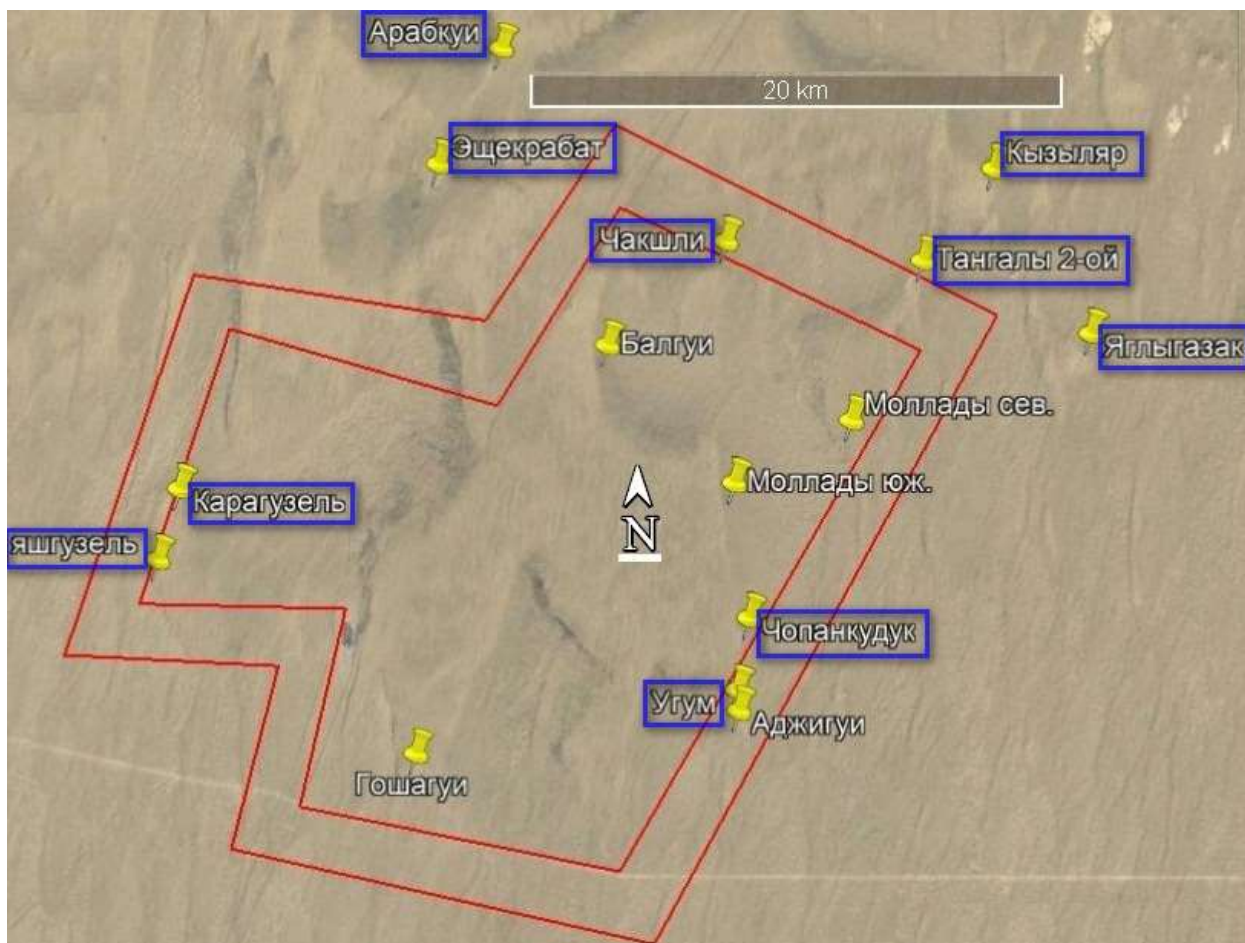 Арабкуи
20 km
Эщекрабат
Кызыляр
Чакшли
Тангалы 2-ой
Балгуи
Яглыгазак
Моллады сев.
Моллады юж.
Карагузель
N
яшгузель
Чопанкудук
Угум
Аджигуи
Гошагуи